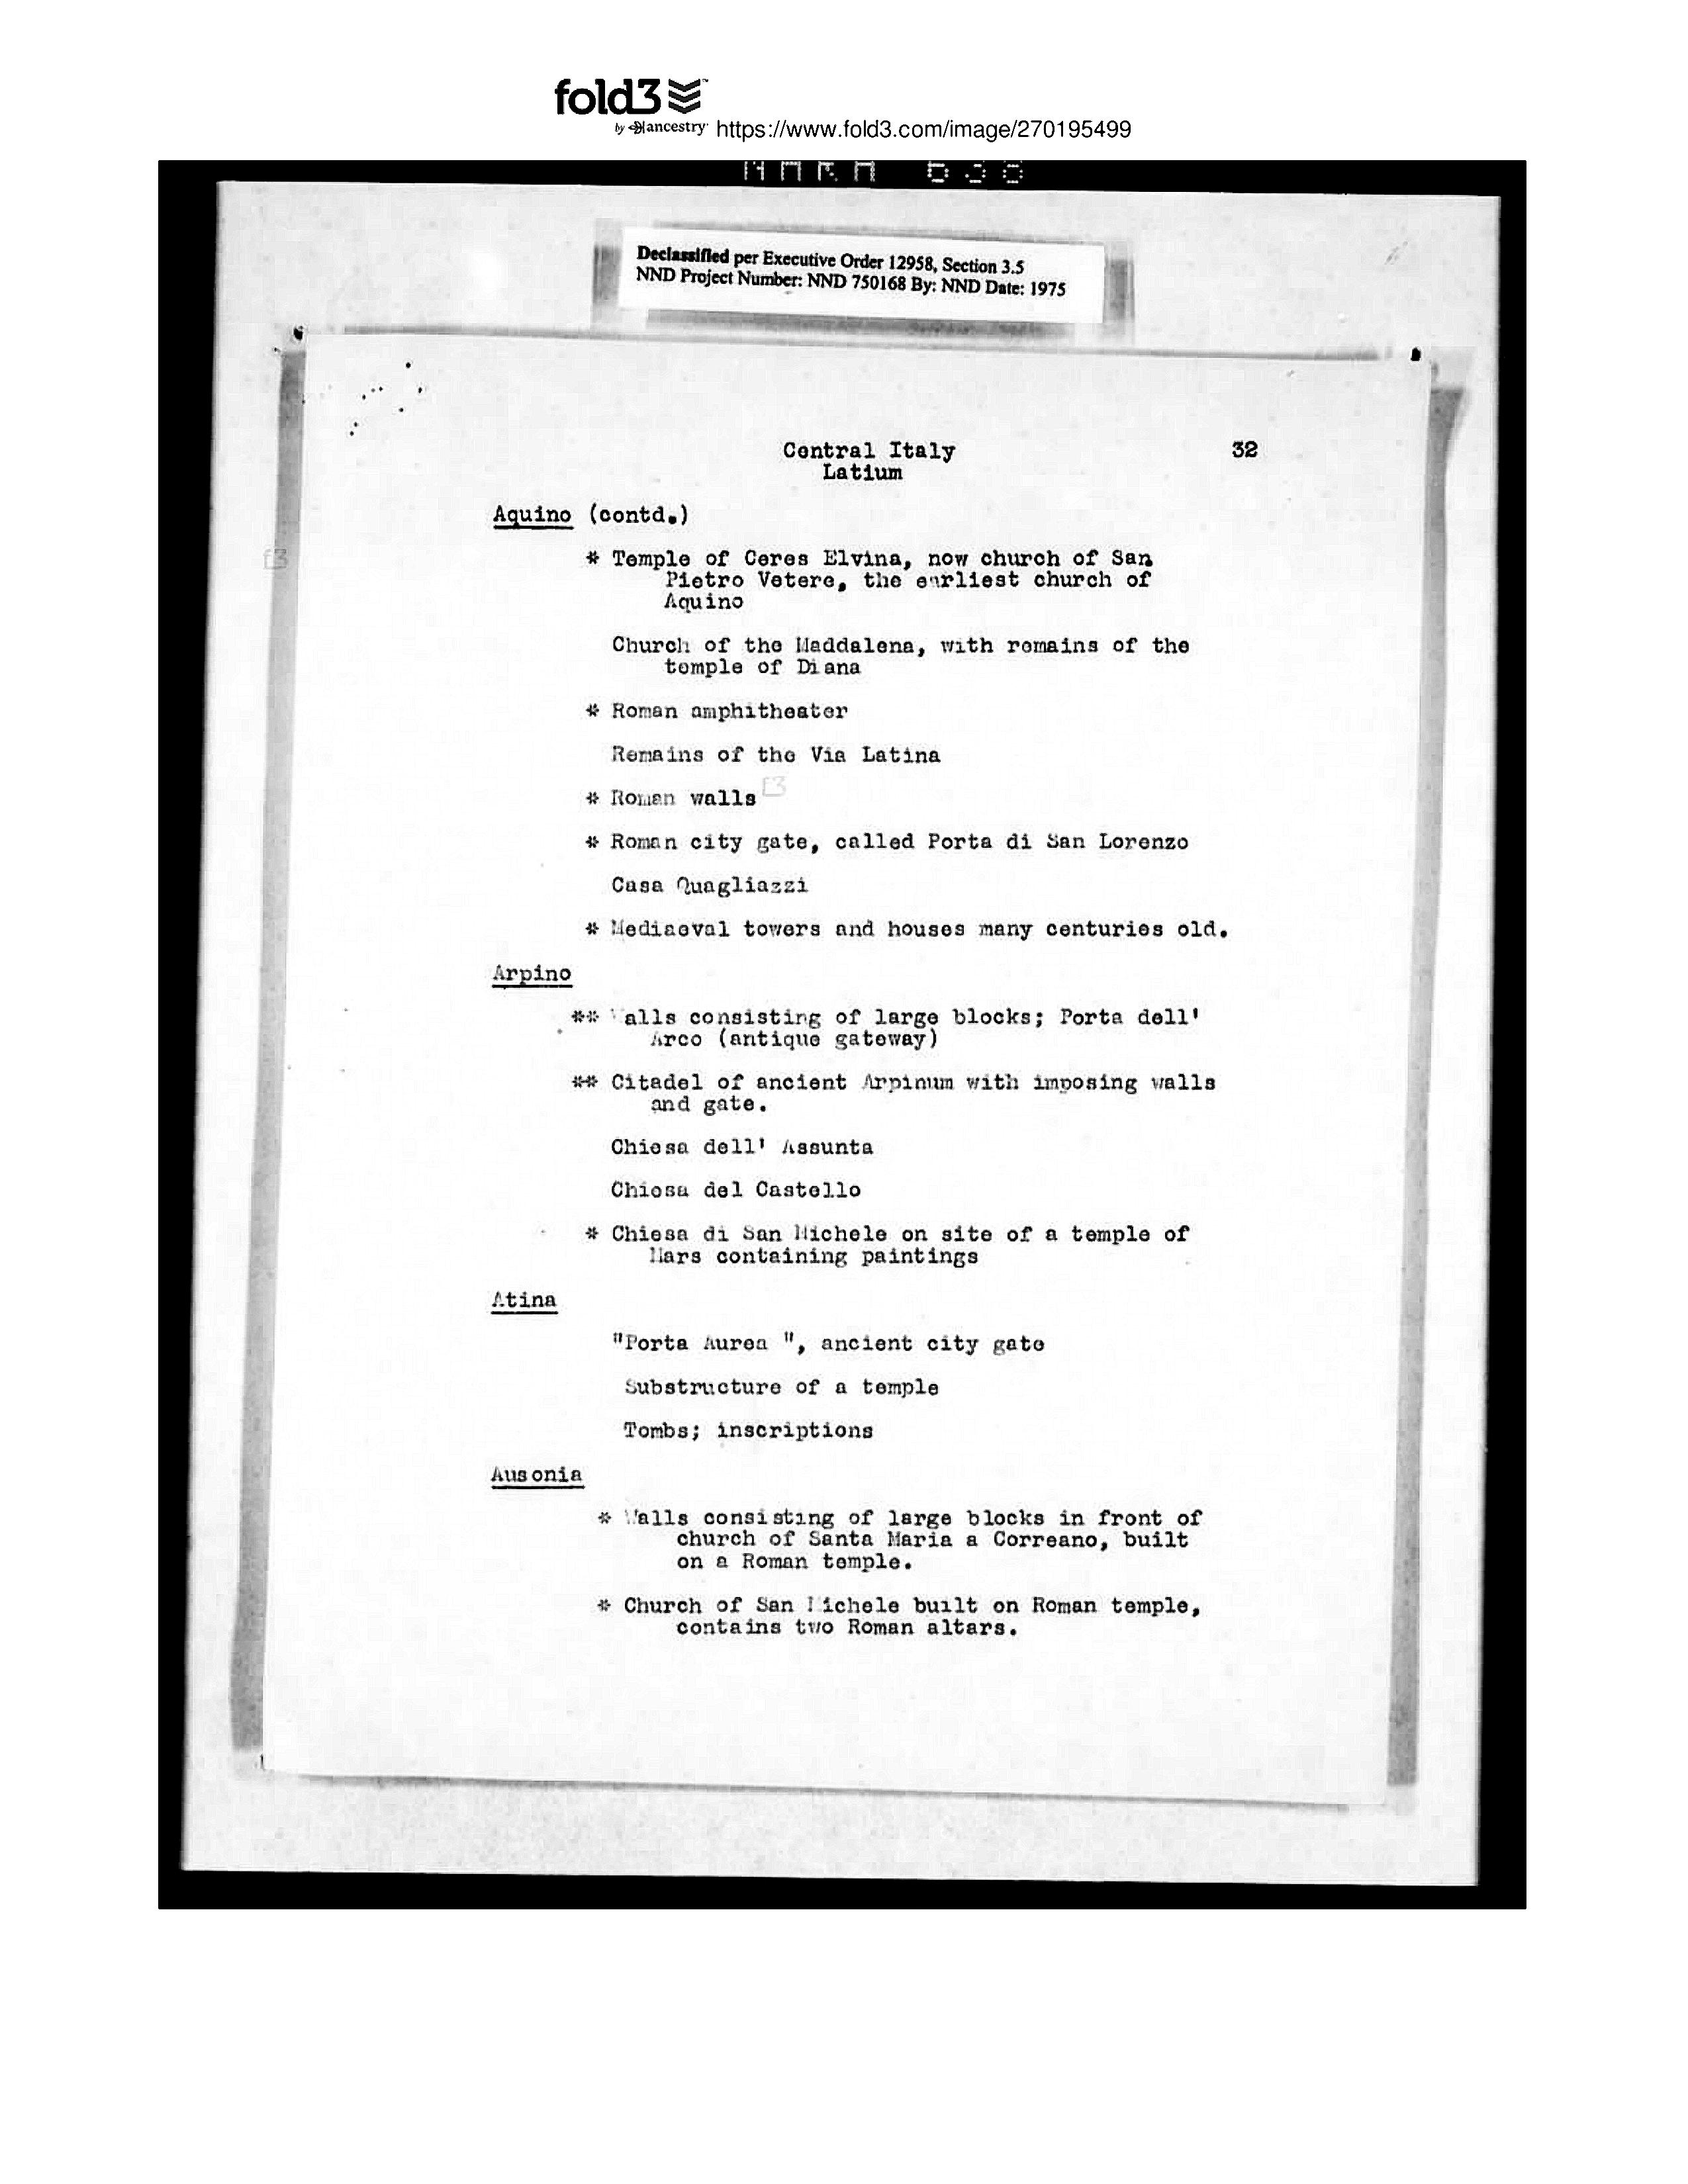 fold3
by ancestry https://www.fold3.com/image/270195499
Declassified per Executive Order 12958, Section 3.5
NND Project Number: NND 750168 By: NND Date: 1975
Central Italy 32
Latium
Aquino (contd.)
* Temple of Ceres Elvina, now church of San
Pietro Vetere, the earliest church of
Aquino
Church of the Maddalena, with remains of the
temple of Diana
* Roman amphitheater
Remains of the Via Latina
* Roman walls
* Roman city gate, called Porta di San Lorenzo
Casa Quagliazzi
* Mediaeval towers and houses many centuries old.
Arpino
** Walls consisting of large blocks; Porta dell'
Arco (antique gateway)
** Citadel of ancient Arpinum with imposing walls
and gate.
Chiesa dell' Assunta
Chiesa del Castello
* Chiesa di San Michele on site of a temple of
Mars containing paintings
Atina
"Porta Aurea ", ancient city gate
Substructure of a temple
Tombs; inscriptions
Ausonia
* Walls consisting of large blocks in front of
church of Santa Maria a Correano, built
on a Roman temple.
* Church of San Michele built on Roman temple,
contains two Roman altars.